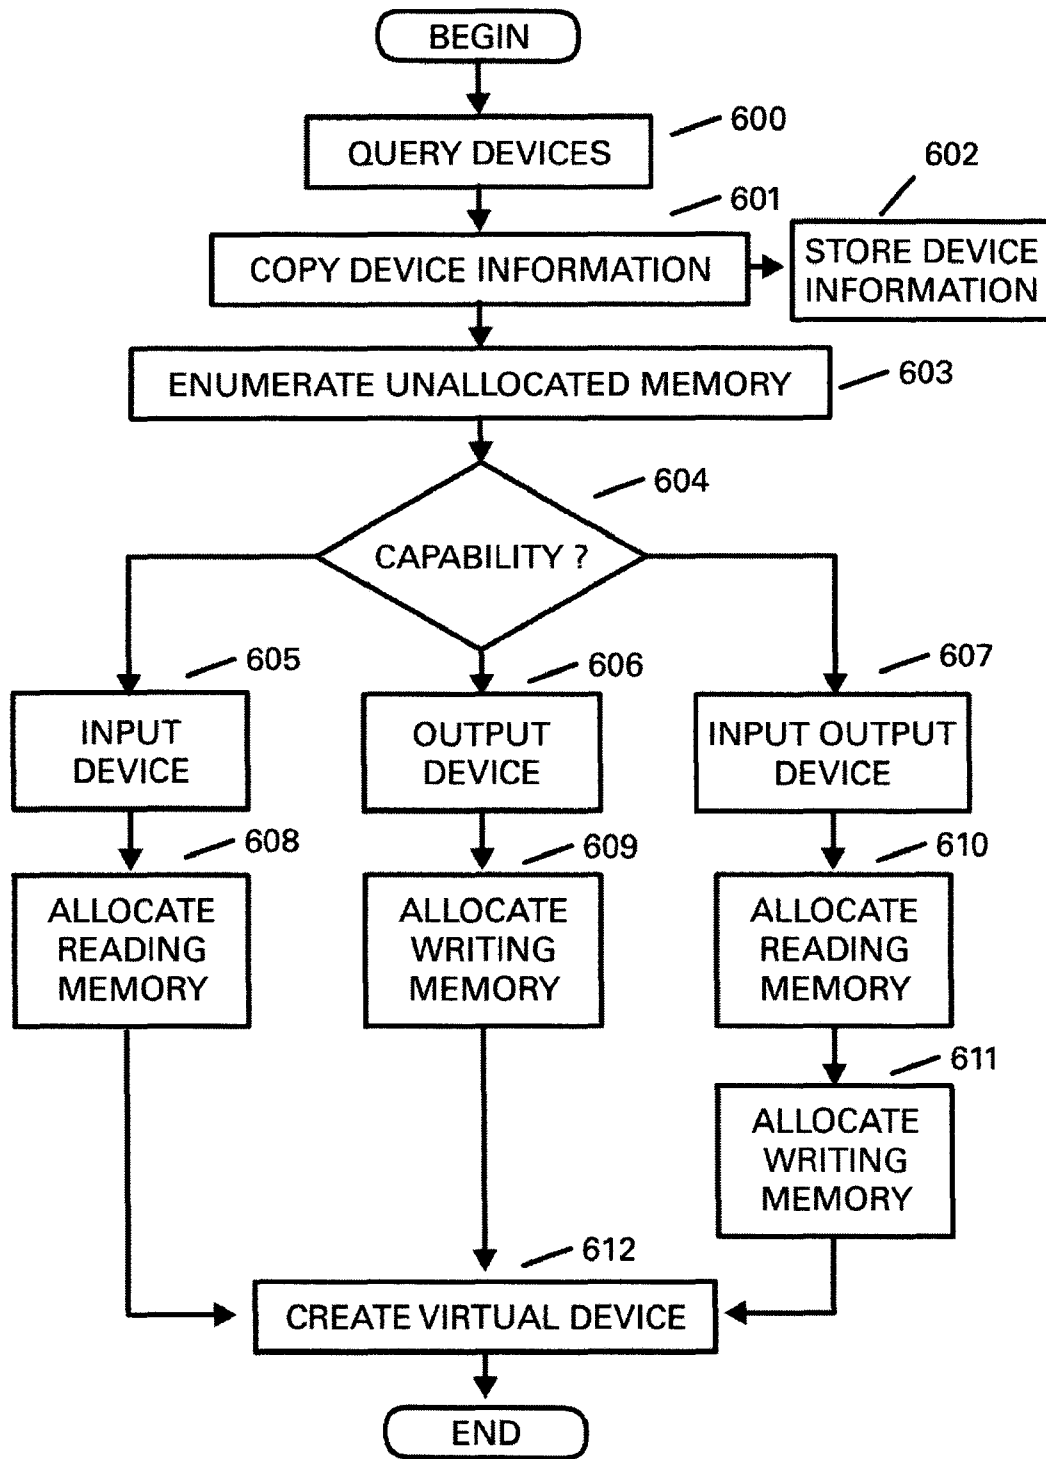 BEGIN
600
QUERY DEVICES
602
601
COPY DEVICE INFORMATION
STORE DEVICE
INFORMATION
ENUMERATE UNALLOCATED MEMORY
603
604
CAPABILITY ?
605
606
607
INPUT
DEVICE
OUTPUT
DEVICE
INPUT OUTPUT
DEVICE
608
609
610
ALLOCATE
READING
MEMORY
ALLOCATE
WRITING
MEMORY
ALLOCATE
READING
MEMORY
611
ALLOCATE
WRITING
MEMORY
612
CREATE VIRTUAL DEVICE
END